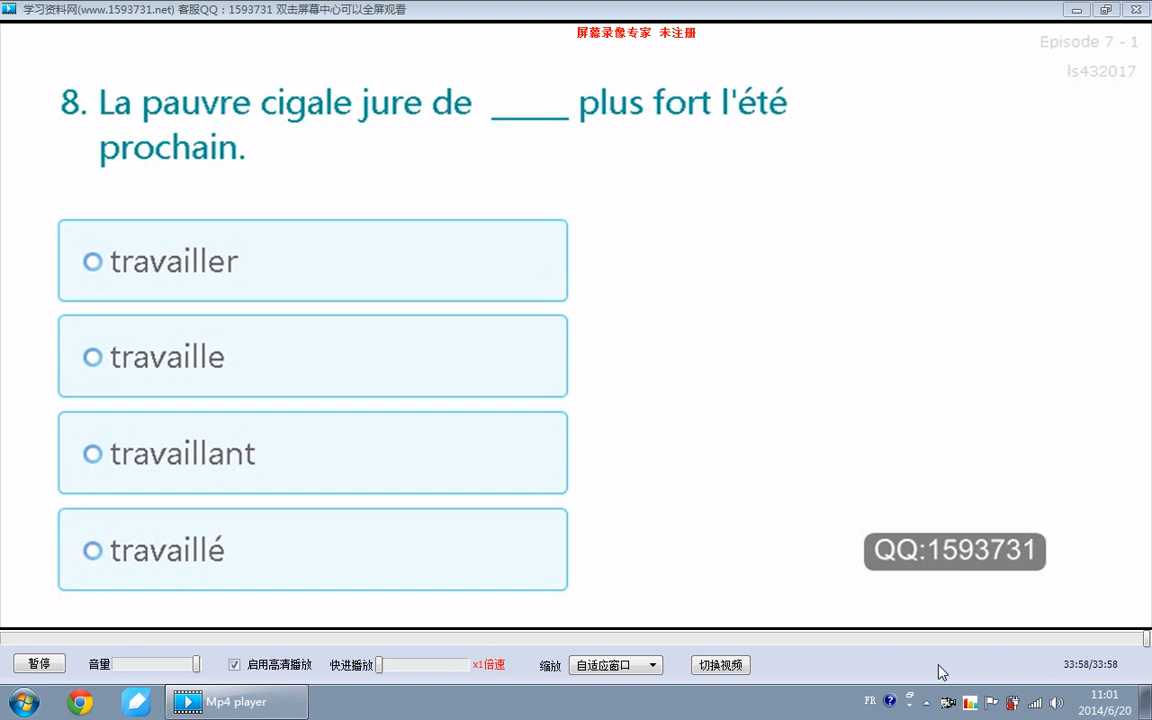 学习资料网(www.1593731.net) 客服QQ：1593731 双击屏幕中心可以全屏观看
屏幕录像专家 未注册
Episode 7 - 1
ls432017
8. La pauvre cigale jure de _____ plus fort l'été
prochain.
travailler
travaille
travaillant
travaillé
QQ:1593731
暂停 音量 启用高清播放 快进播放 x1倍速 缩放 自适应窗口 切换视频 33:58/33:58
Mp4 player FR 11:01
2014/6/20